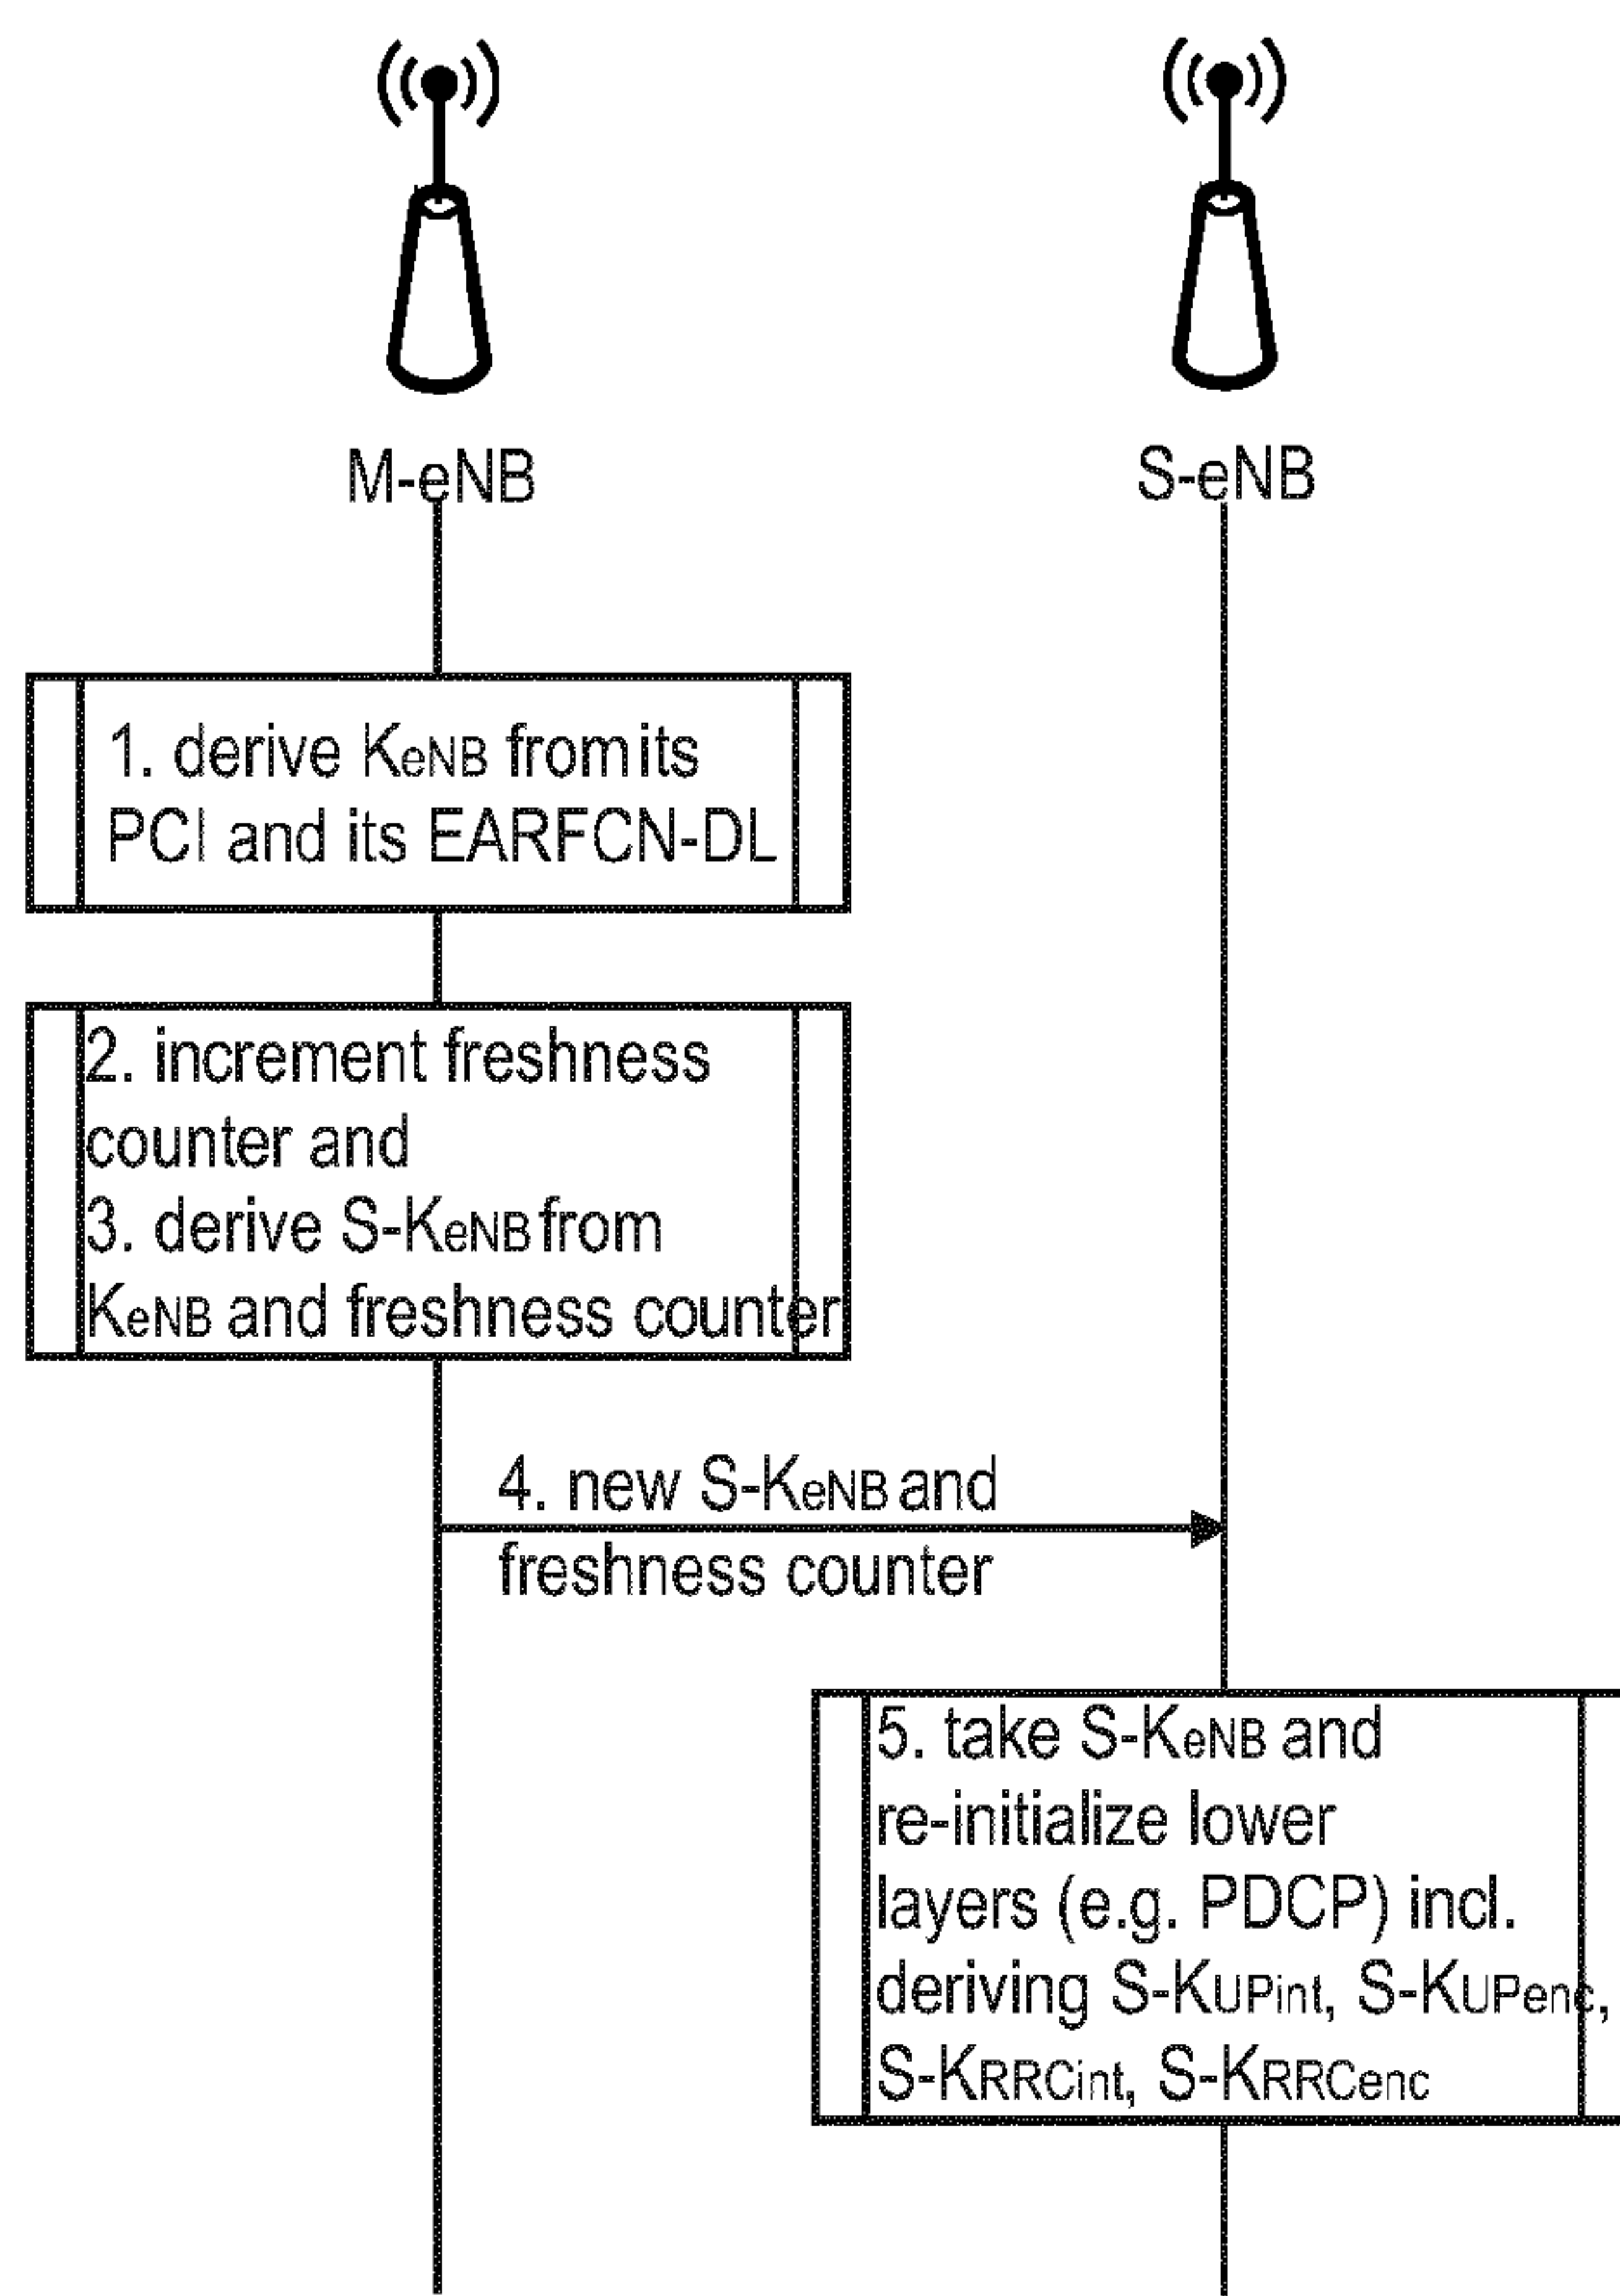 M-eNB
S-eNB
1. derive KeNB from its
PCI and its EARFCN-DL
2. increment freshness
counter and
3. derive S-KeNB from
KeNB and freshness counter
4. new S-KeNB and
freshness counter
5. take S-KeNB and
re-initialize lower
layers (e.g. PDCP) incl.
deriving S-KUPint, S-KUPenc,
S-KRRCint, S-KRRCenc